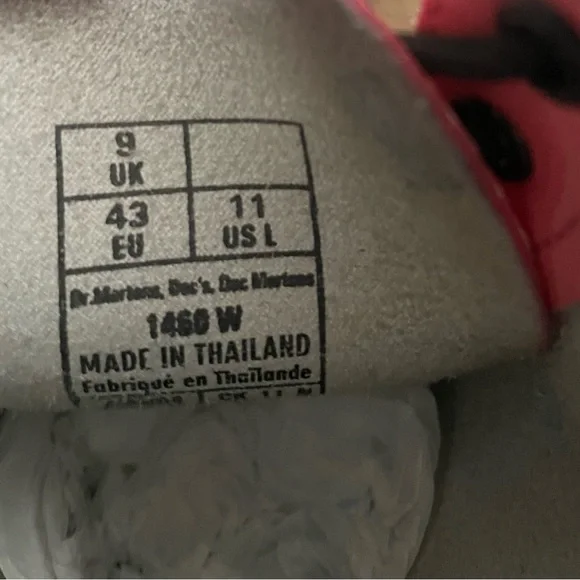 9
UK
43
EU
11
US L
Dr.Martens, Doc's, Doc Martens
1460 W
MADE IN THAILAND
Fabriqué en Thaïlande